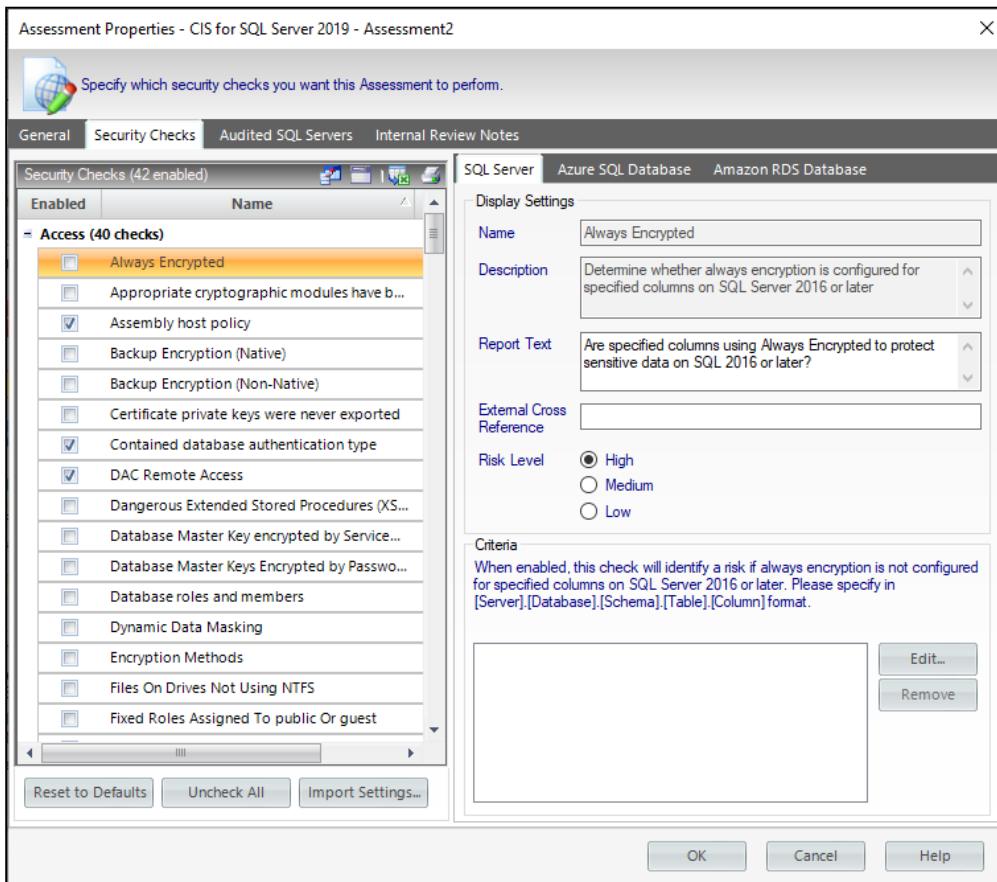 Assessment Properties - CIS for SQL Server 2019 - Assessment2
Specify which security checks you want this Assessment to perform.
General Security Checks Audited SQL Servers Internal Review Notes
Security Checks (42 enabled)
Enabled Name
Access (40 checks)
Always Encrypted
Appropriate cryptographic modules have b...
Assembly host policy
Backup Encryption (Native)
Backup Encryption (Non-Native)
Certificate private keys were never exported
Contained database authentication type
DAC Remote Access
Dangerous Extended Stored Procedures (XS...
Database Master Key encrypted by Service...
Database Master Keys Encrypted by Passwo...
Database roles and members
Dynamic Data Masking
Encryption Methods
Files On Drives Not Using NTFS
Fixed Roles Assigned To public Or guest
Reset to Defaults Uncheck All Import Settings...
SQL Server Azure SQL Database Amazon RDS Database
Display Settings
Name Always Encrypted
Description Determine whether always encryption is configured for
specified columns on SQL Server 2016 or later
Report Text Are specified columns using Always Encrypted to protect
sensitive data on SQL 2016 or later?
External Cross
Reference
Risk Level High
Medium
Low
Criteria
When enabled, this check will identify a risk if always encryption is not configured
for specified columns on SQL Server 2016 or later. Please specify in
[Server].[Database].[Schema].[Table].[Column] format.
Edit...
Remove
OK Cancel Help